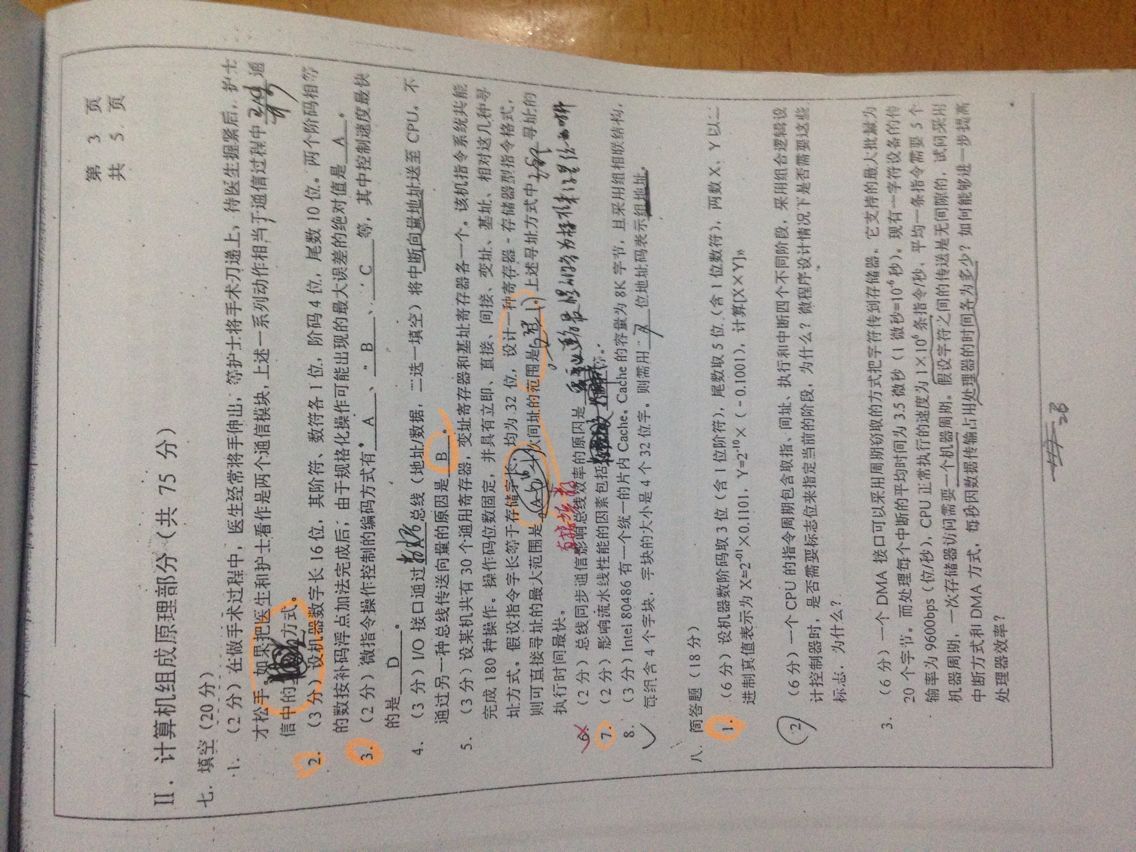 第 3 页
共 5 页
II. 计算机组成原理部分（共 75 分）
七. 填空（20 分）
1. （2 分）在做手术过程中，医生经常将手伸出，等护士将手术刀递上，待医生握紧后，护士
才松手。如果把医生和护士看作是两个通信模块，上述一系列动作相当于通信过程中 通
信中的 方式。
2. （3 分）设机器数字长 16 位，其阶符、数符各 1 位，阶码 4 位，尾数 10 位。两个阶码相等
的数按补码浮点加法完成后，由于规格化操作可能出现的最大误差的绝对值是 A 。
3. （2 分）微指令操作控制的编码方式有 A 、 B 、 C 等，其中控制速度最快
的是 D 。
4. （3 分）I/O 接口通过 数据 总线（地址/数据，二选一填空）将中断向量地址送至 CPU，不
通过另一种总线传送向量的原因是 B 。
5. （3 分）设某机共有 30 个通用寄存器，变址寄存器和基址寄存器各一个。该机指令系统共能
完成 180 种操作。操作码位数固定，并具有立即、直接、间接、变址、基址、相对这几种寻
址方式。假设指令字长等于存储字长，均为 32 位，设计一种寄存器-存储器型指令格式，
则可直接寻址的最大范围是 ，一次间址的范围是 。上述寻址方式中 寻址的
执行时间最快。
6. （2 分）总线同步通信影响总线效率的原因是
7. （2 分）影响流水线性能的因素包括 等。
8. （3 分）Intel 80486 有一个统一的片内 Cache。Cache 的容量为 8K 字节，且采用组相联结构，
每组含 4 个字块，字块的大小是 4 个 32 位字。则需用 7 位地址码表示组地址。
八. 简答题（18 分）
1. （6 分）设机器数阶码取 3 位（含 1 位阶符），尾数取 5 位（含 1 位数符），两数 X、Y 以二
进制真值表示为 X=2⁻⁰¹×0.1101，Y=2⁻¹⁰×（-0.1001），计算[X×Y]补
2 （6 分）一个 CPU 的指令周期包含取指、间址、执行和中断四个不同阶段，采用组合逻辑设
计控制器时，是否需要标志位来指定当前的阶段，为什么？微程序设计情况下是否需要这些
标志，为什么？
3. （6 分）一个 DMA 接口可以采用周期窃取的方式把字符传到存储器，它支持的最大批量为
20 个字节，而处理每个中断的平均时间为 3.5 微秒（1 微秒=10⁻⁶秒）。现有一字符设备的传
输率为 9600bps（位/秒），CPU 正常执行的速度为 1×10⁶ 条指令/秒，平均一条指令需要 5 个
机器周期，一次存储器访问需要一个机器周期。假设字符之间的传送是无间隙的，试问采用
中断方式和 DMA 方式，每秒因数据传输占用处理器的时间各为多少？如何能够进一步提高
处理器效率？